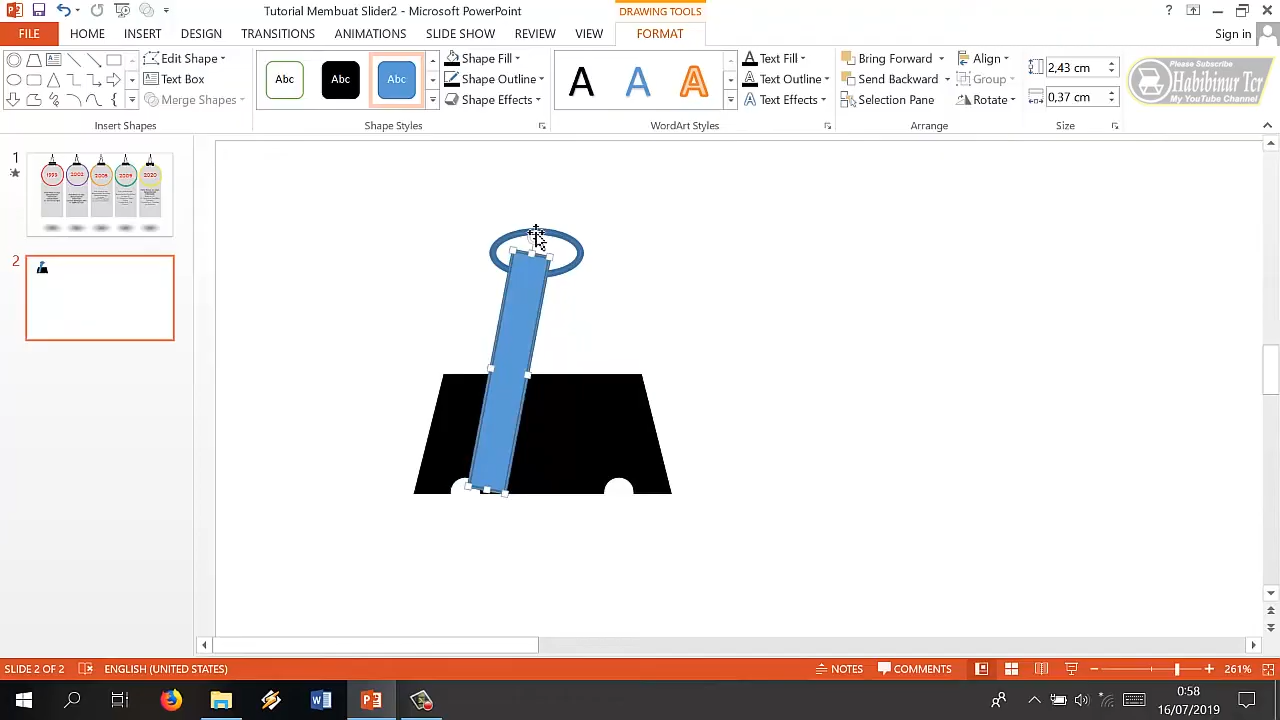 Tutorial Membuat Slider2 - Microsoft PowerPoint
DRAWING TOOLS
?
FILE
HOME
INSERT
DESIGN
TRANSITIONS
ANIMATIONS
SLIDE SHOW
REVIEW
VIEW
FORMAT
Sign in
Edit Shape
Text Box
Merge Shapes
Insert Shapes
Abc
Abc
Abc
Shape Fill
Shape Outline
Shape Effects
Shape Styles
A
A
A
Text Fill
Text Outline
Text Effects
WordArt Styles
Bring Forward
Send Backward
Selection Pane
Align
Group
Rotate
Arrange
2,43 cm
0,37 cm
Size
Please Subscribe
Habibinur Tcr
My YouTube Channel
1
2
SLIDE 2 OF 2
ENGLISH (UNITED STATES)
NOTES
COMMENTS
261%
0:58
16/07/2019